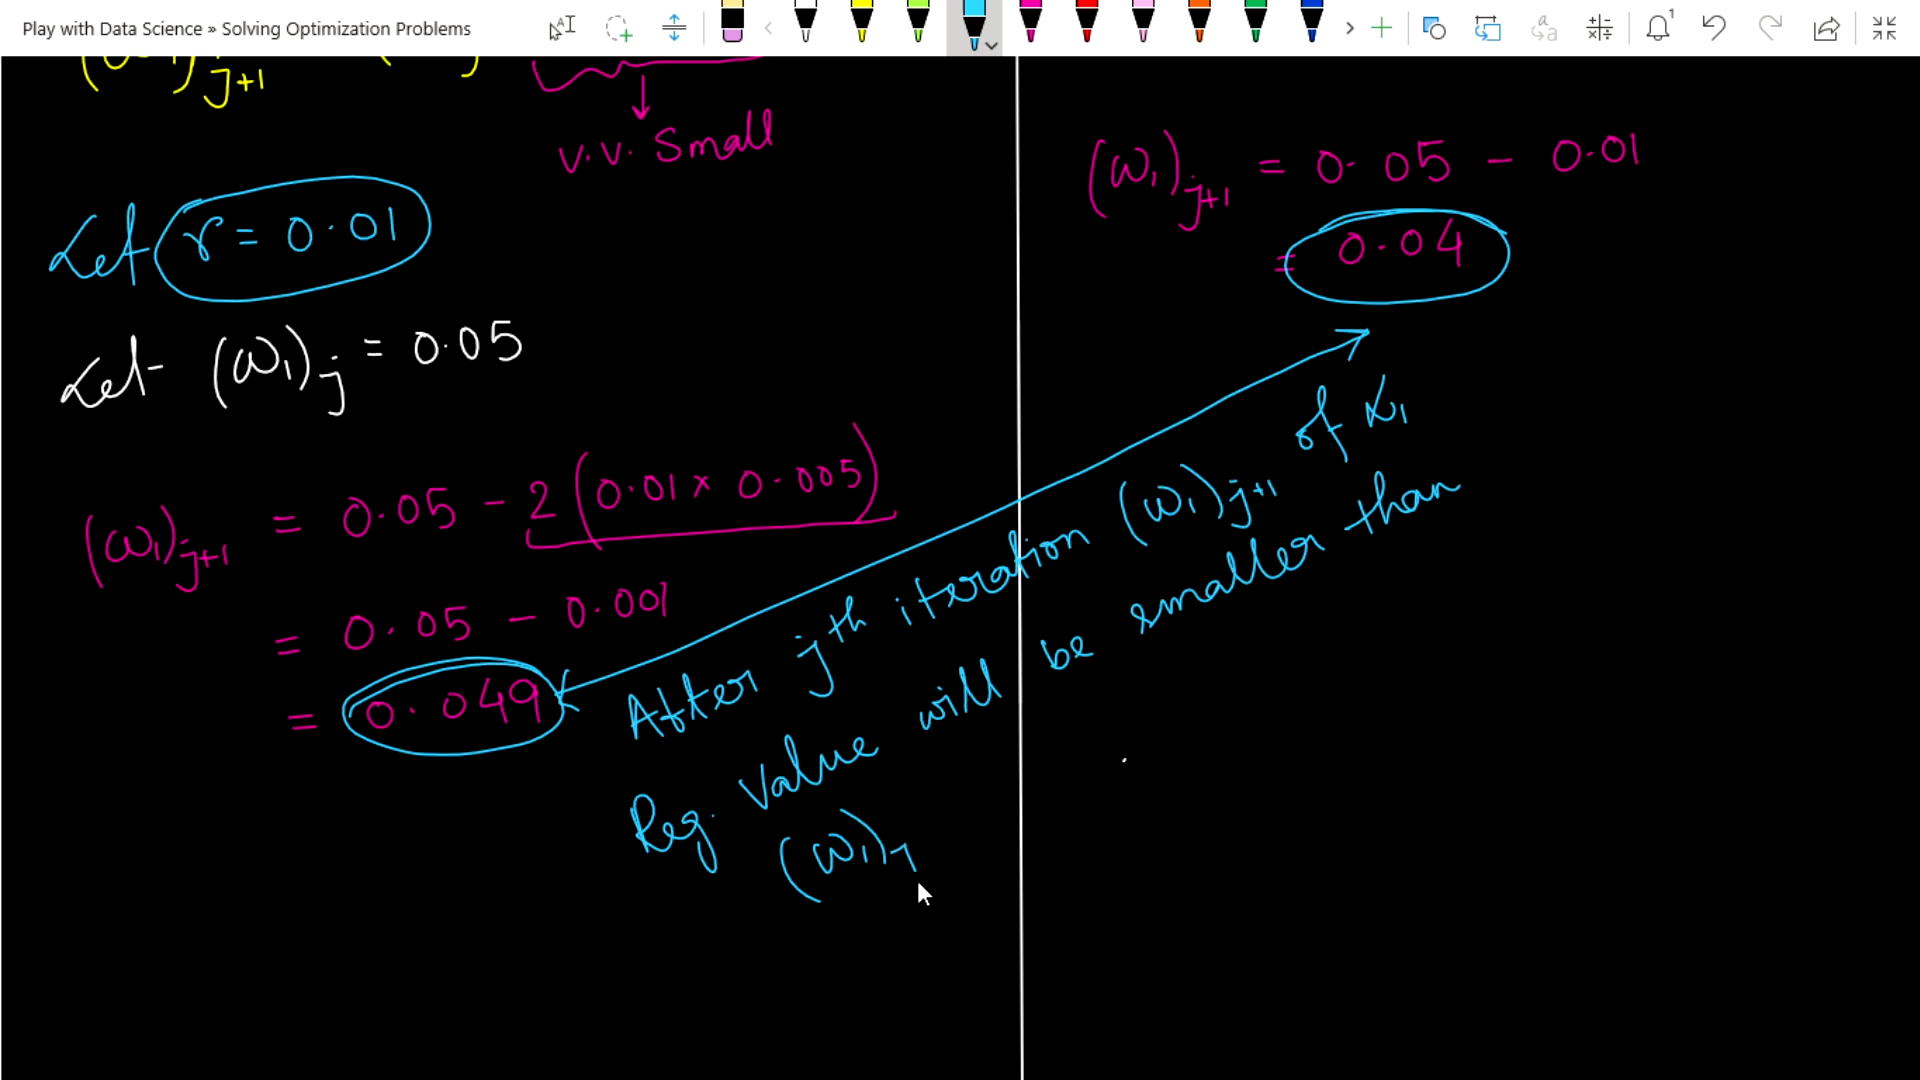 Play with Data Science » Solving Optimization Problems
j+1
v.v. Small
Let r = 0.01
Let (ω₁)j = 0.05
(ω₁)j+1 = 0.05 - 2(0.01 x 0.005)
= 0.05 - 0.001
= 0.049
(ω₁)j+1 = 0.05 - 0.01
= 0.04
After jth iteration (ω₁)j+1 of L1
Reg. Value will be smaller than
(ω₁)